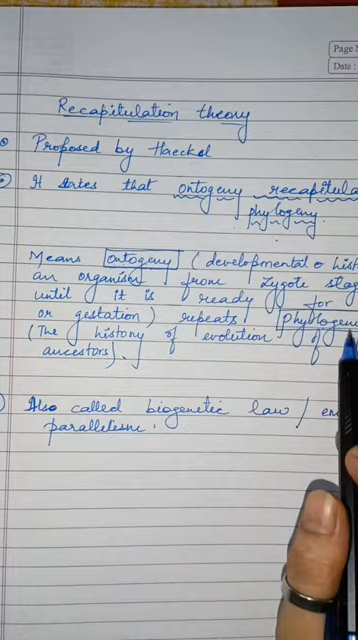 Page N
Date :
Recapitulation theory
Proposed by Haeckel
It states that ontogeny recapitula
phylogeny.
Means ontogeny (developmental histo
an organism from zygote stag
until it is ready for
or gestation) repeats phylogen
(The history of evolution of
ancestors).
Also called biogenetic law / em
parallelism.